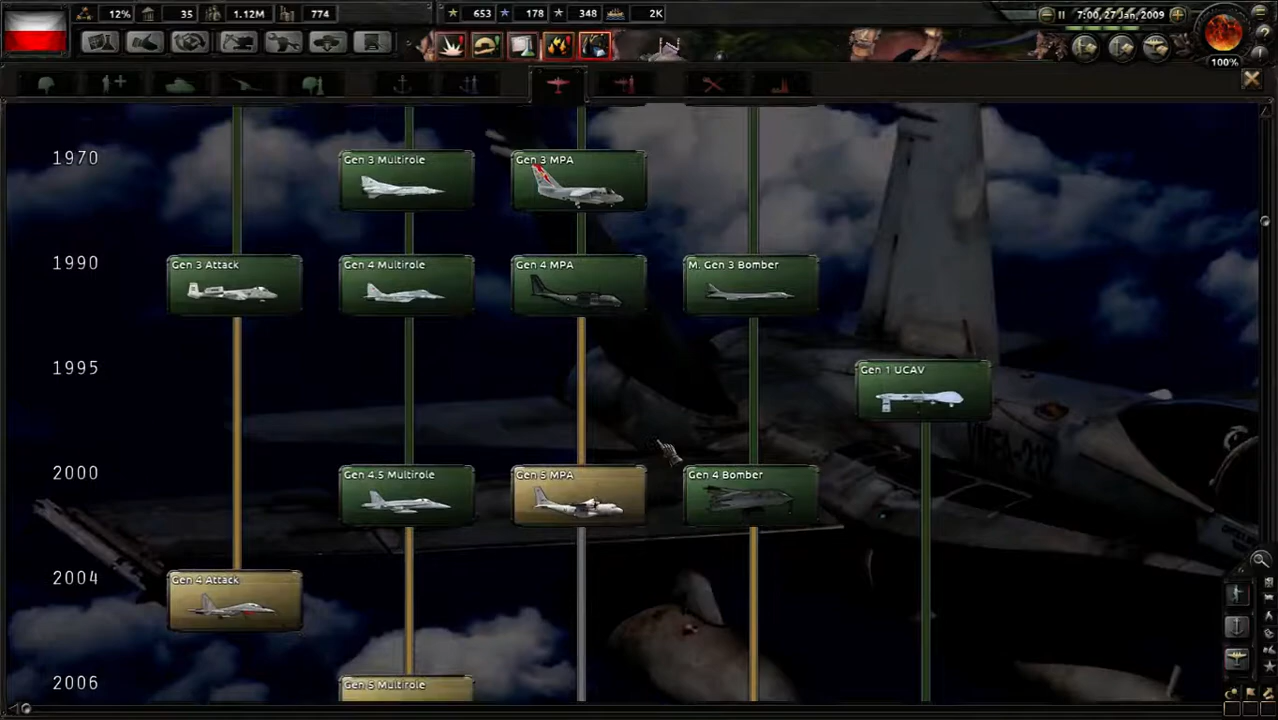 12% 35 1.12M 774 653 178 348 2K 7:00, 27 Jan, 2009
100%
1970 Gen 3 Multirole Gen 3 MPA
1990 Gen 3 Attack Gen 4 Multirole Gen 4 MPA M. Gen 3 Bomber
1995 Gen 1 UCAV
2000 Gen 4.5 Multirole Gen 5 MPA Gen 4 Bomber
2004 Gen 4 Attack
2006 Gen 5 Multirole